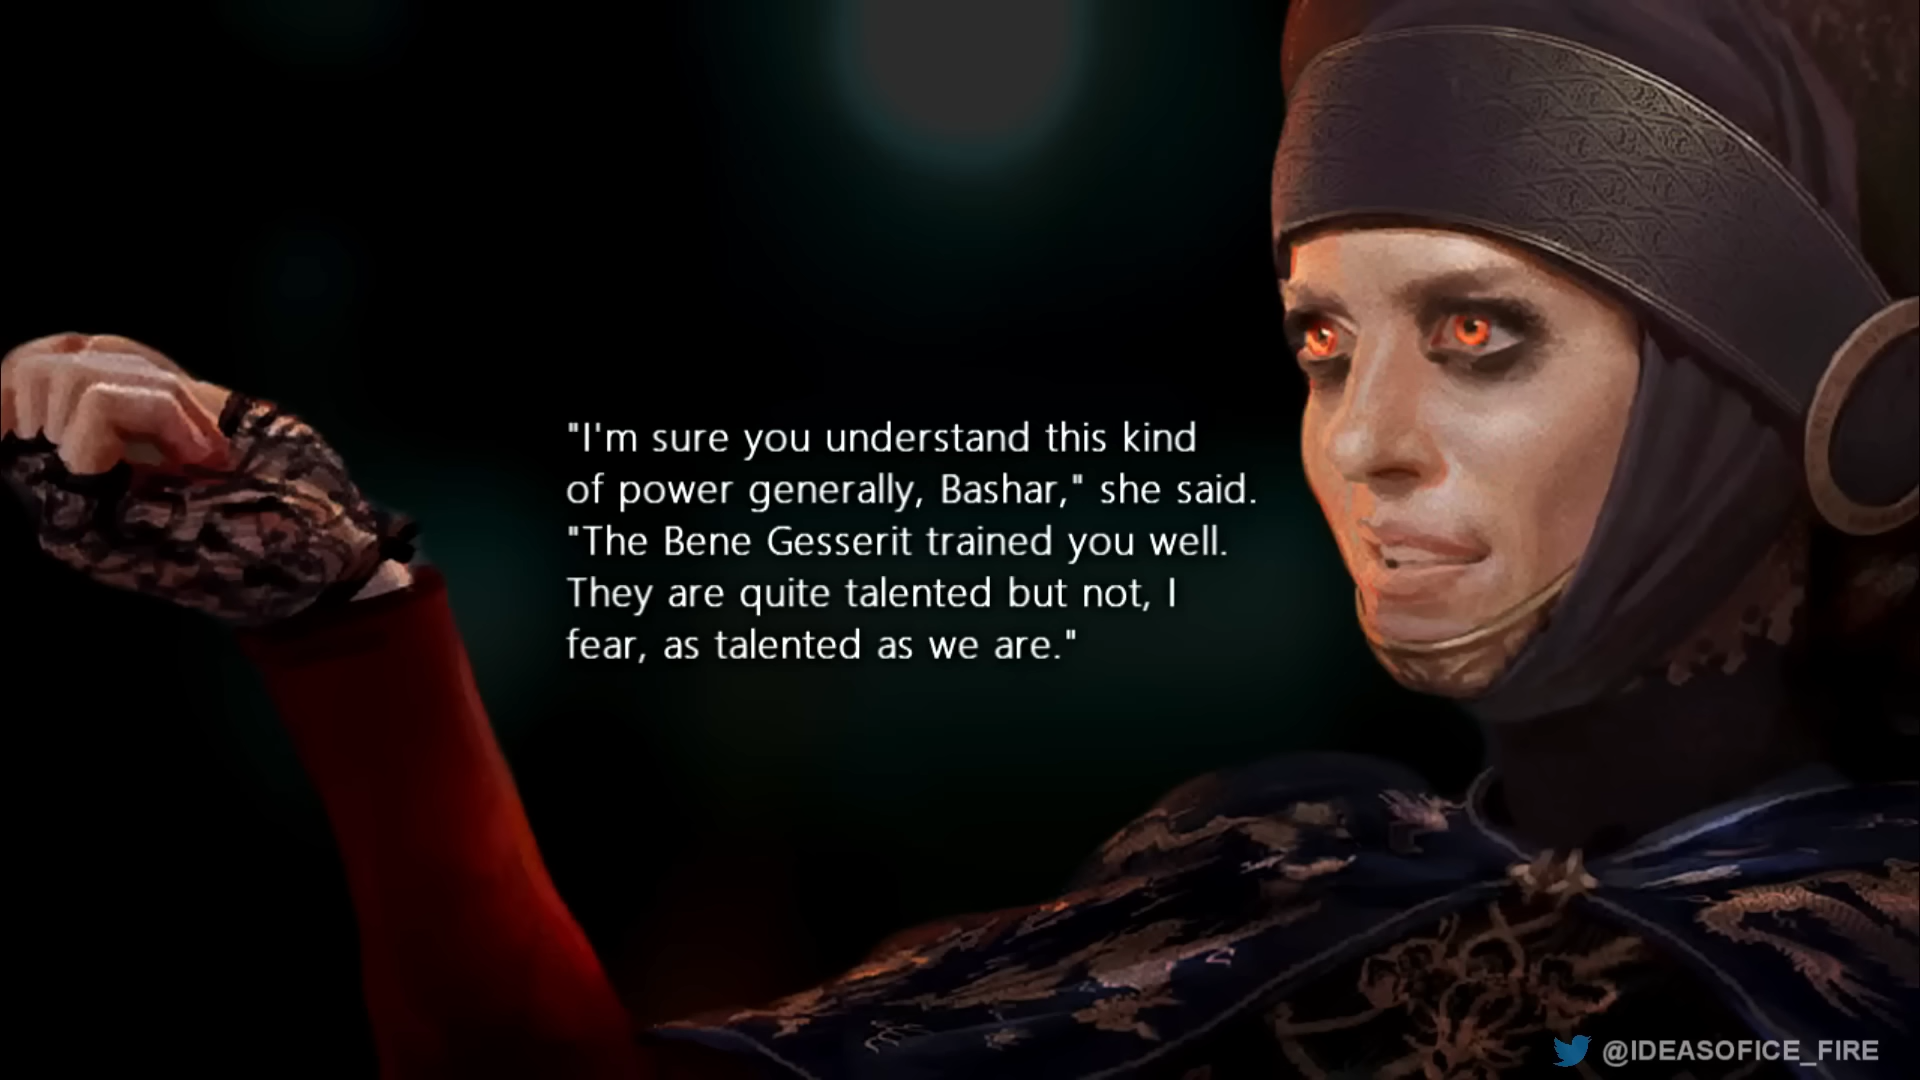 "I'm sure you understand this kind
of power generally, Bashar," she said.
"The Bene Gesserit trained you well.
They are quite talented but not, I
fear, as talented as we are."
@IDEASOFICE_FIRE